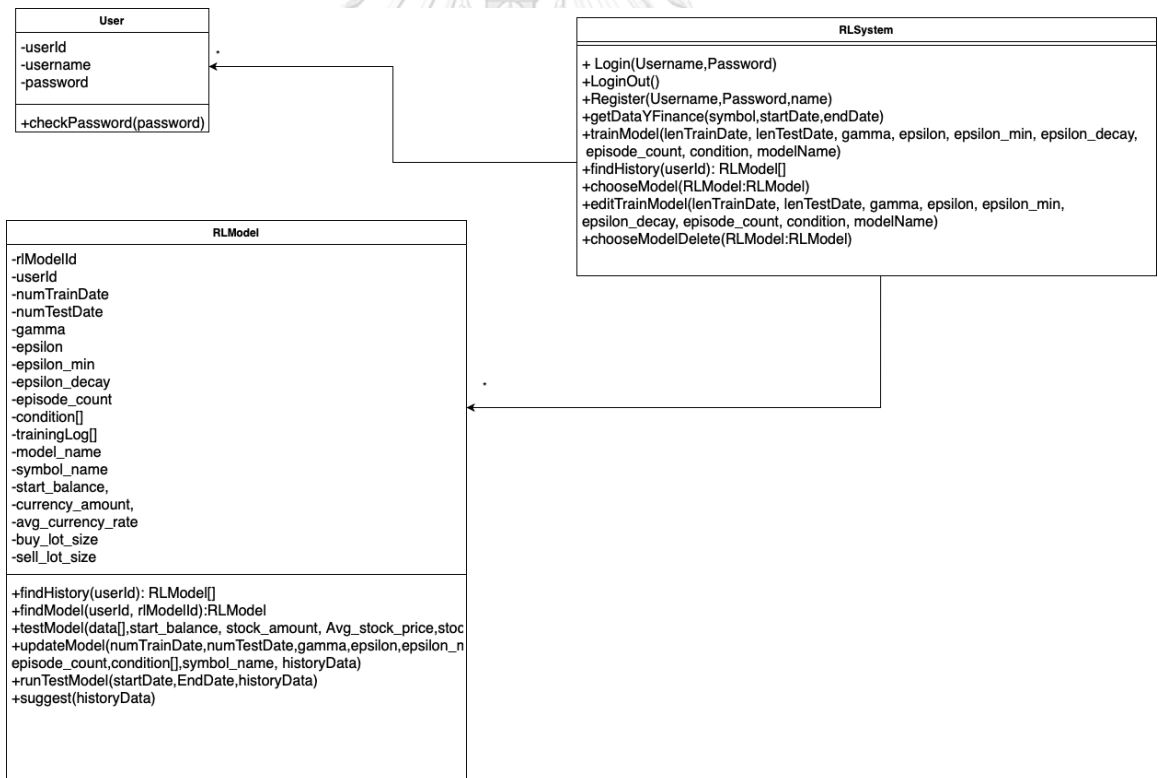 User
-userId
-username
-password
+checkPassword(password)
*
RLSystem
+ Login(Username,Password)
+LoginOut()
+Register(Username,Password,name)
+getDataYFinance(symbol,startDate,endDate)
+trainModel(lenTrainDate, lenTestDate, gamma, epsilon, epsilon_min, epsilon_decay,
episode_count, condition, modelName)
+findHistory(userId): RLModel[]
+chooseModel(RLModel:RLModel)
+editTrainModel(lenTrainDate, lenTestDate, gamma, epsilon, epsilon_min,
epsilon_decay, episode_count, condition, modelName)
+chooseModelDelete(RLModel:RLModel)
*
RLModel
-rlModelId
-userId
-numTrainDate
-numTestDate
-gamma
-epsilon
-epsilon_min
-epsilon_decay
-episode_count
-condition[]
-trainingLog[]
-model_name
-symbol_name
-start_balance,
-currency_amount,
-avg_currency_rate
-buy_lot_size
-sell_lot_size
+findHistory(userId): RLModel[]
+findModel(userId, rlModelId):RLModel
+testModel(data[],start_balance, stock_amount, Avg_stock_price,
+updateModel(numTrainDate,numTestDate,gamma,epsilon,
episode_count,condition[],symbol_name, historyData)
+runTestModel(startDate,EndDate,historyData)
+suggest(historyData)